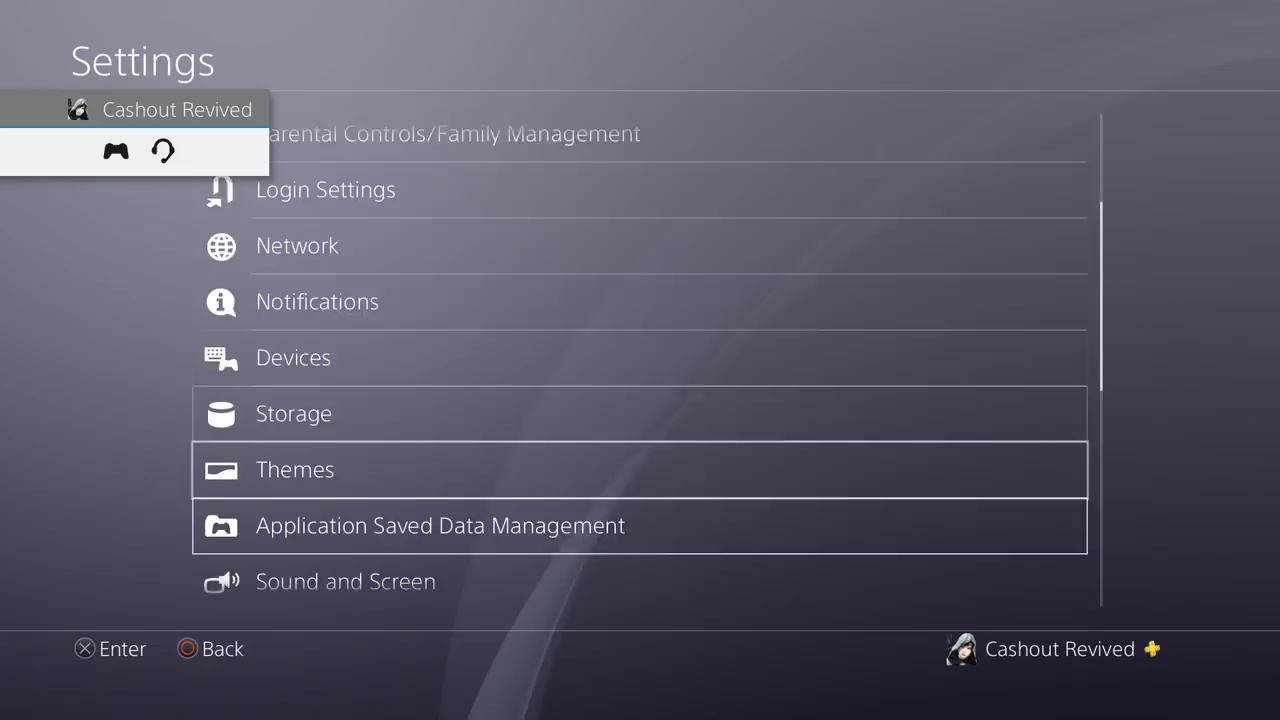 Settings
Cashout Revived
arental Controls/Family Management
Login Settings
Network
Notifications
Devices
Storage
Themes
Application Saved Data Management
Sound and Screen
Enter
Back
Cashout Revived